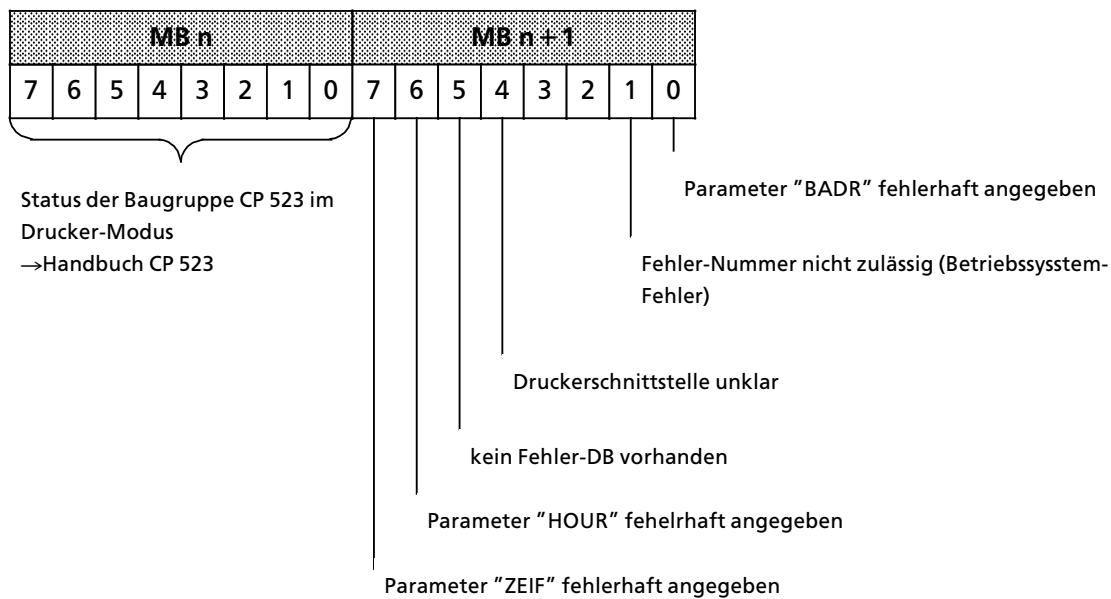 MB n MB n+1
7 6 5 4 3 2 1 0 7 6 5 4 3 2 1 0
Status der Baugruppe CP 523 im
Drucker-Modus
→Handbuch CP 523
Parameter "BADR" fehlerhaft angegeben
Fehler-Nummer nicht zulässig (Betriebssysstem-
Fehler)
Druckerschnittstelle unklar
kein Fehler-DB vorhanden
Parameter "HOUR" fehelrhaft angegeben
Parameter "ZEIF" fehlerhaft angegeben